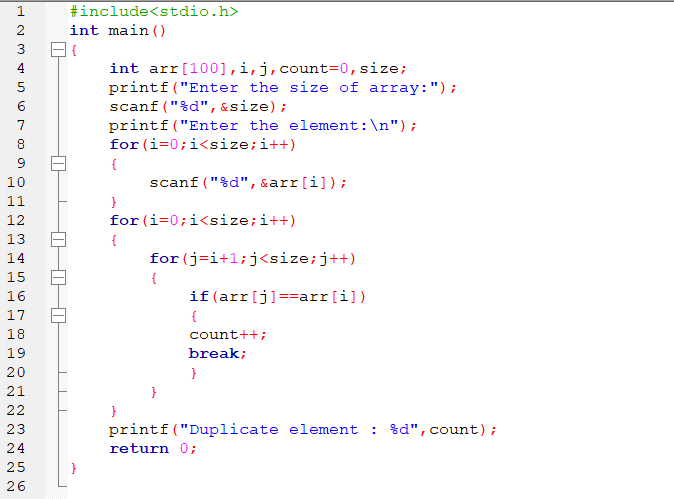 1 #include<stdio.h>
2 int main()
3 {
4 int arr[100],i,j,count=0,size;
5 printf("Enter the size of array:");
6 scanf("%d",&size);
7 printf("Enter the element:\n");
8 for(i=0;i<size;i++)
9 {
10 scanf("%d",&arr[i]);
11 }
12 for(i=0;i<size;i++)
13 {
14 for(j=i+1;j<size;j++)
15 {
16 if(arr[j]==arr[i])
17 {
18 count++;
19 break;
20 }
21 }
22 }
23 printf("Duplicate element : %d",count);
24 return 0;
25 }
26